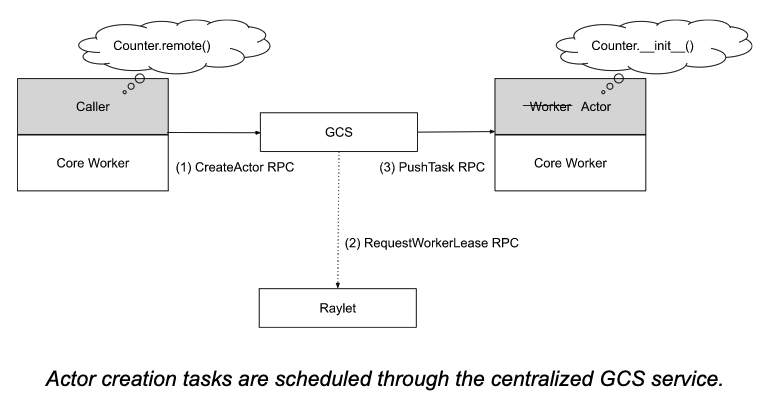 Counter.remote()
Counter.__init__()
Caller
GCS
Worker Actor
Core Worker
(1) CreateActor RPC
(3) PushTask RPC
Core Worker
(2) RequestWorkerLease RPC
Raylet
Actor creation tasks are scheduled through the centralized GCS service.